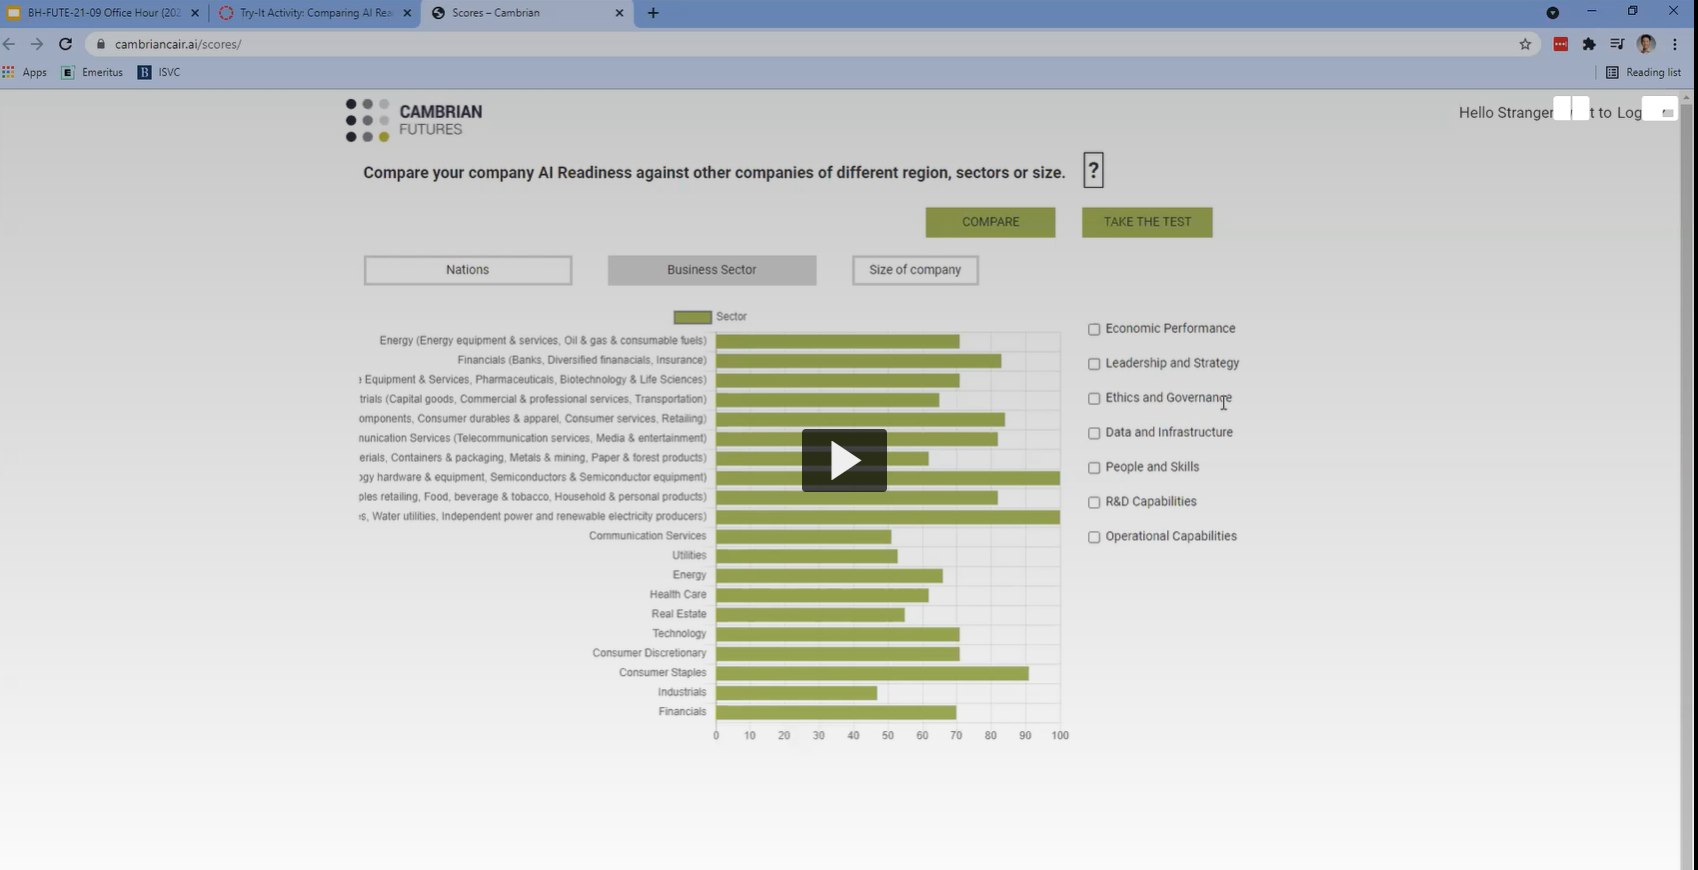 BH-FUTE-21-09 Office Hour (202
Try-It Activity: Comparing AI Rea
Scores – Cambrian
cambriancair.ai/scores/
Apps
Emeritus
B ISVC
Reading list
CAMBRIAN
FUTURES
Hello Stranger
t to Log
Compare your company AI Readiness against other companies of different region, sectors or size.
?
COMPARE
TAKE THE TEST
Nations
Business Sector
Size of company
Sector
Energy (Energy equipment & services, Oil & gas & consumable fuels)
Financials (Banks, Diversified finanacials, Insurance)
Equipment & Services, Pharmaceuticals, Biotechnology & Life Sciences)
trials (Capital goods, Commercial & professional services, Transportation)
omponents, Consumer durables & apparel, Consumer services, Retailing)
nunication Services (Telecommunication services, Media & entertainment)
erials, Containers & packaging, Metals & mining, Paper & forest products)
ogy hardware & equipment, Semiconductors & Semiconductor equipment)
ples retailing, Food, beverage & tobacco, Household & personal products)
s, Water utilities, Independent power and renewable electricity producers)
Communication Services
Utilities
Energy
Health Care
Real Estate
Technology
Consumer Discretionary
Consumer Staples
Industrials
Financials
0 10 20 30 40 50 60 70 80 90 100
Economic Performance
Leadership and Strategy
Ethics and Governance
Data and Infrastructure
People and Skills
R&D Capabilities
Operational Capabilities